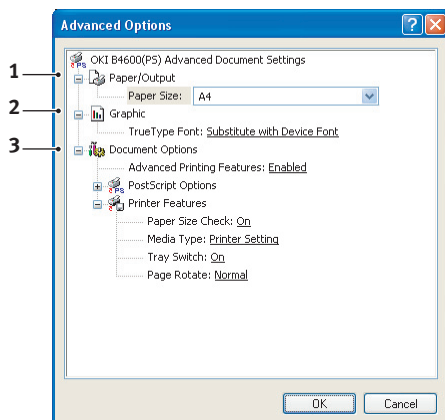 Advanced Options
OKI B4600(PS) Advanced Document Settings
1
Paper/Output
Paper Size: A4
2
Graphic
TrueType Font: Substitute with Device Font
3
Document Options
Advanced Printing Features: Enabled
PostScript Options
Printer Features
Paper Size Check: On
Media Type: Printer Setting
Tray Switch: On
Page Rotate: Normal
OK Cancel